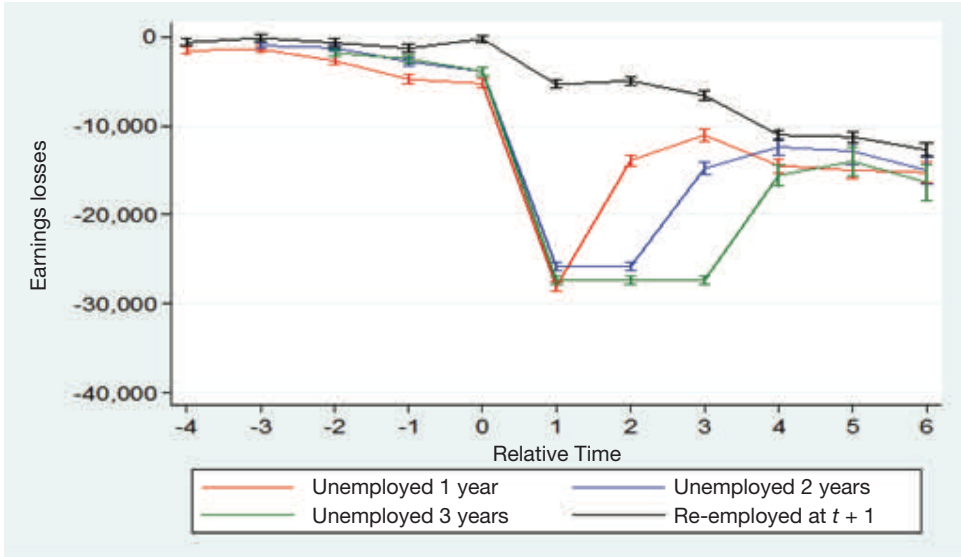 -0
-10,000
-20,000
-30,000
-40,000
Earnings losses
-4 -3 -2 -1 0 1 2 3 4 5 6
Relative Time
Unemployed 1 year Unemployed 2 years
Unemployed 3 years Re-employed at t + 1